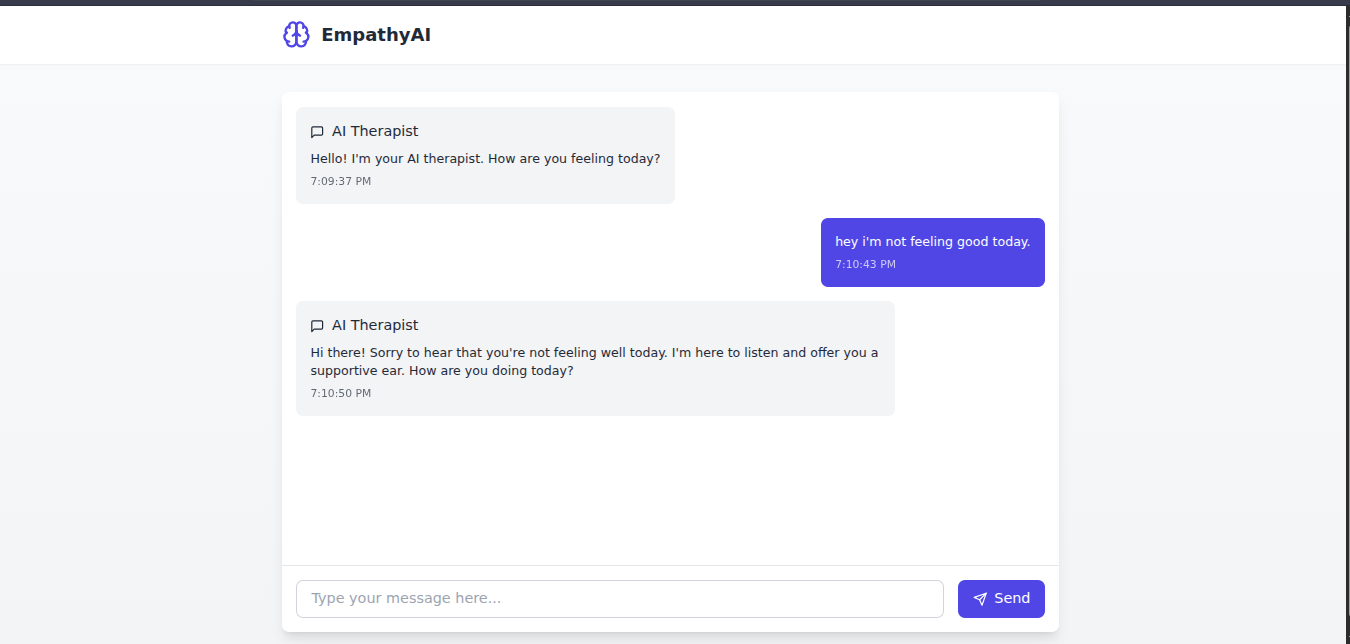 EmpathyAI
AI Therapist
Hello! I'm your AI therapist. How are you feeling today?
7:09:37 PM
hey i'm not feeling good today.
7:10:43 PM
AI Therapist
Hi there! Sorry to hear that you're not feeling well today. I'm here to listen and offer you a
supportive ear. How are you doing today?
7:10:50 PM
Type your message here...
Send